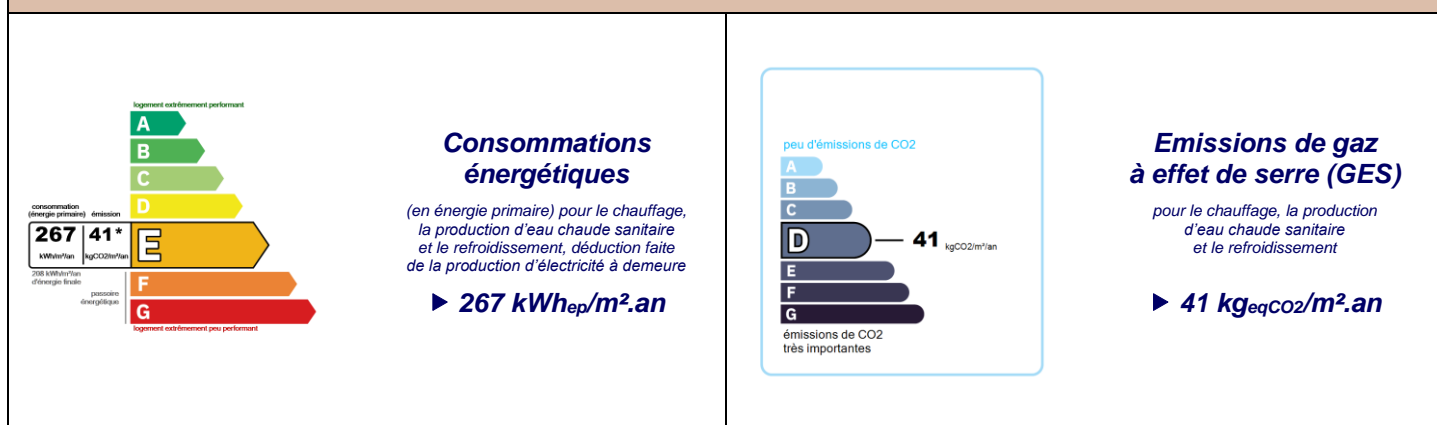 logement extrêmement performant
A
B
C
D
consommation
(énergie primaire) émission
267 41*
kWh/m²/an kgCO2/m²/an
E
208 kWh/m²/an
d'énergie finale
passoire
énergétique
F
G
logement extrêmement peu performant
Consommations
énergétiques
(en énergie primaire) pour le chauffage,
la production d'eau chaude sanitaire
et le refroidissement, déduction faite
de la production d'électricité à demeure
► 267 kWhep/m².an
peu d'émissions de CO2
A
B
C
D 41 kgCO2/m²/an
E
F
G
émissions de CO2
très importantes
Emissions de gaz
à effet de serre (GES)
pour le chauffage, la production
d'eau chaude sanitaire
et le refroidissement
► 41 kgeqCO2/m².an